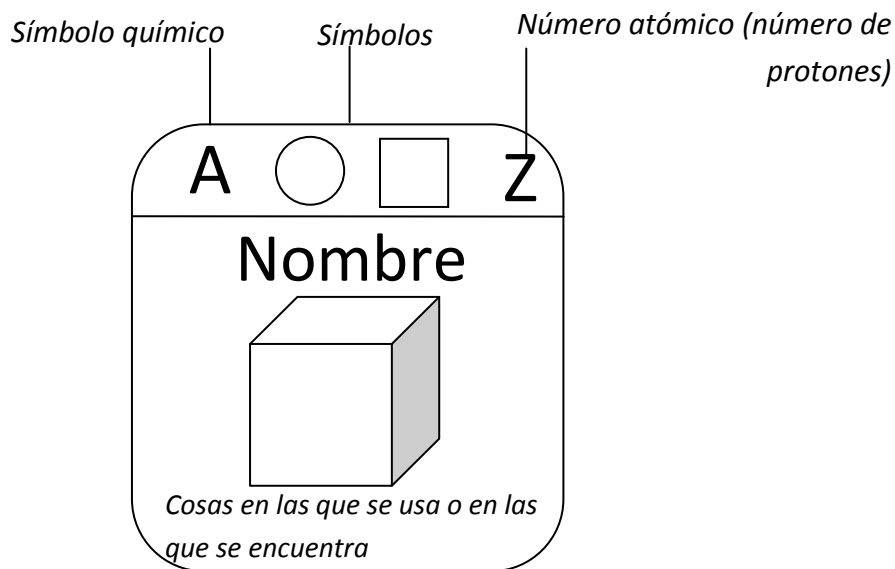 Símbolo químico
Símbolos
Número atómico (número de
protones)
A
Z
Nombre
Cosas en las que se usa o en las
que se encuentra